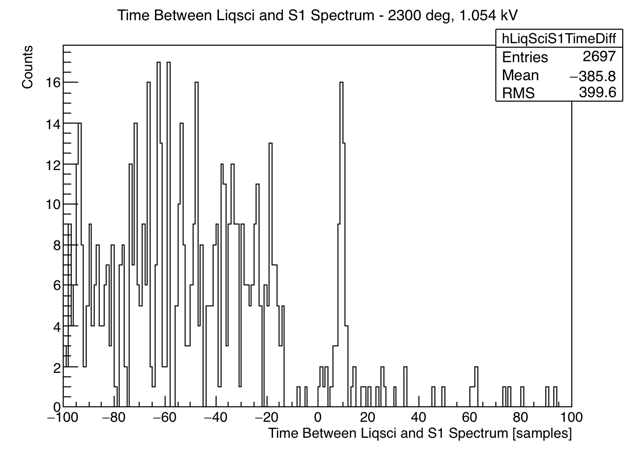 Time Between Liqsci and S1 Spectrum - 2300 deg, 1.054 kV
hLiqSciS1TimeDiff
Entries 2697
Mean −385.8
RMS 399.6
Counts
16
14
12
10
8
6
4
2
0
−100 −80 −60 −40 −20 0 20 40 60 80 100
Time Between Liqsci and S1 Spectrum [samples]